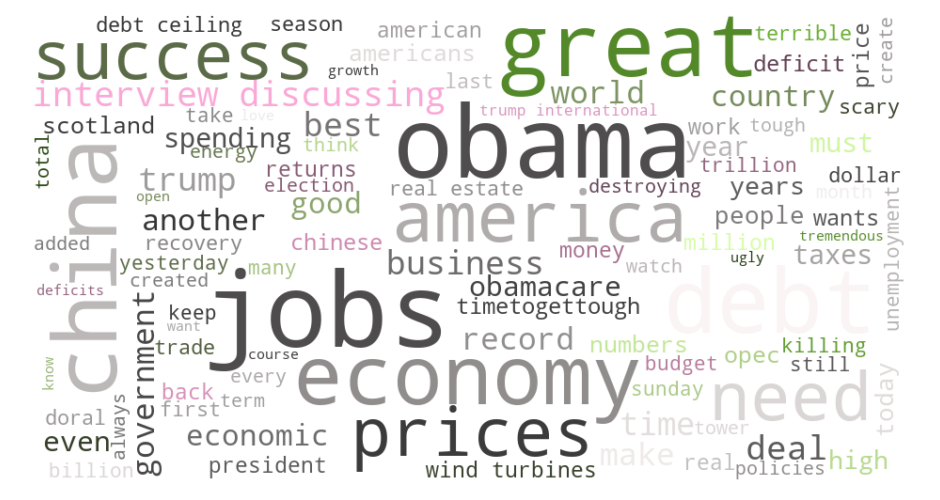 debt ceiling
season
american
great
terrible
price
create
success
americans
growth
deficit
last
interview discussing
world
country
scary
trump international
take
love
scotland
spending
best
obama
work
tough
year
must
total
energy
think
trillion
china
returns
trump
election
real estate
destroying
years
dollar
month
open
good
america
people
wants
unemployment
another
tremendous
added
recovery
chinese
money
million
taxes
yesterday
many
business
watch
ugly
created
deficits
jobs
obamacare
debt
government
keep
timetogettough
want
record
numbers
killing
trade
course
opec
still
know
economy
budget
every
sunday
need
today
back
first
term
doral
always
prices
time
tower
even
economic
deal
make
billion
president
wind turbines
real
policies
high